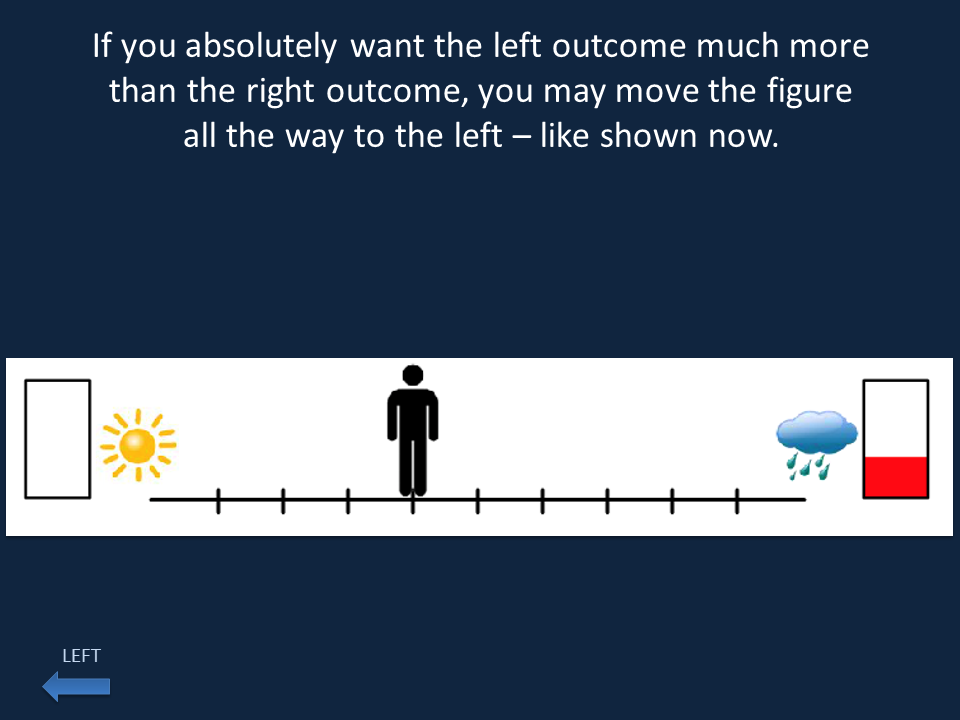 If you absolutely want the left outcome much more
than the right outcome, you may move the figure
all the way to the left – like shown now.
LEFT